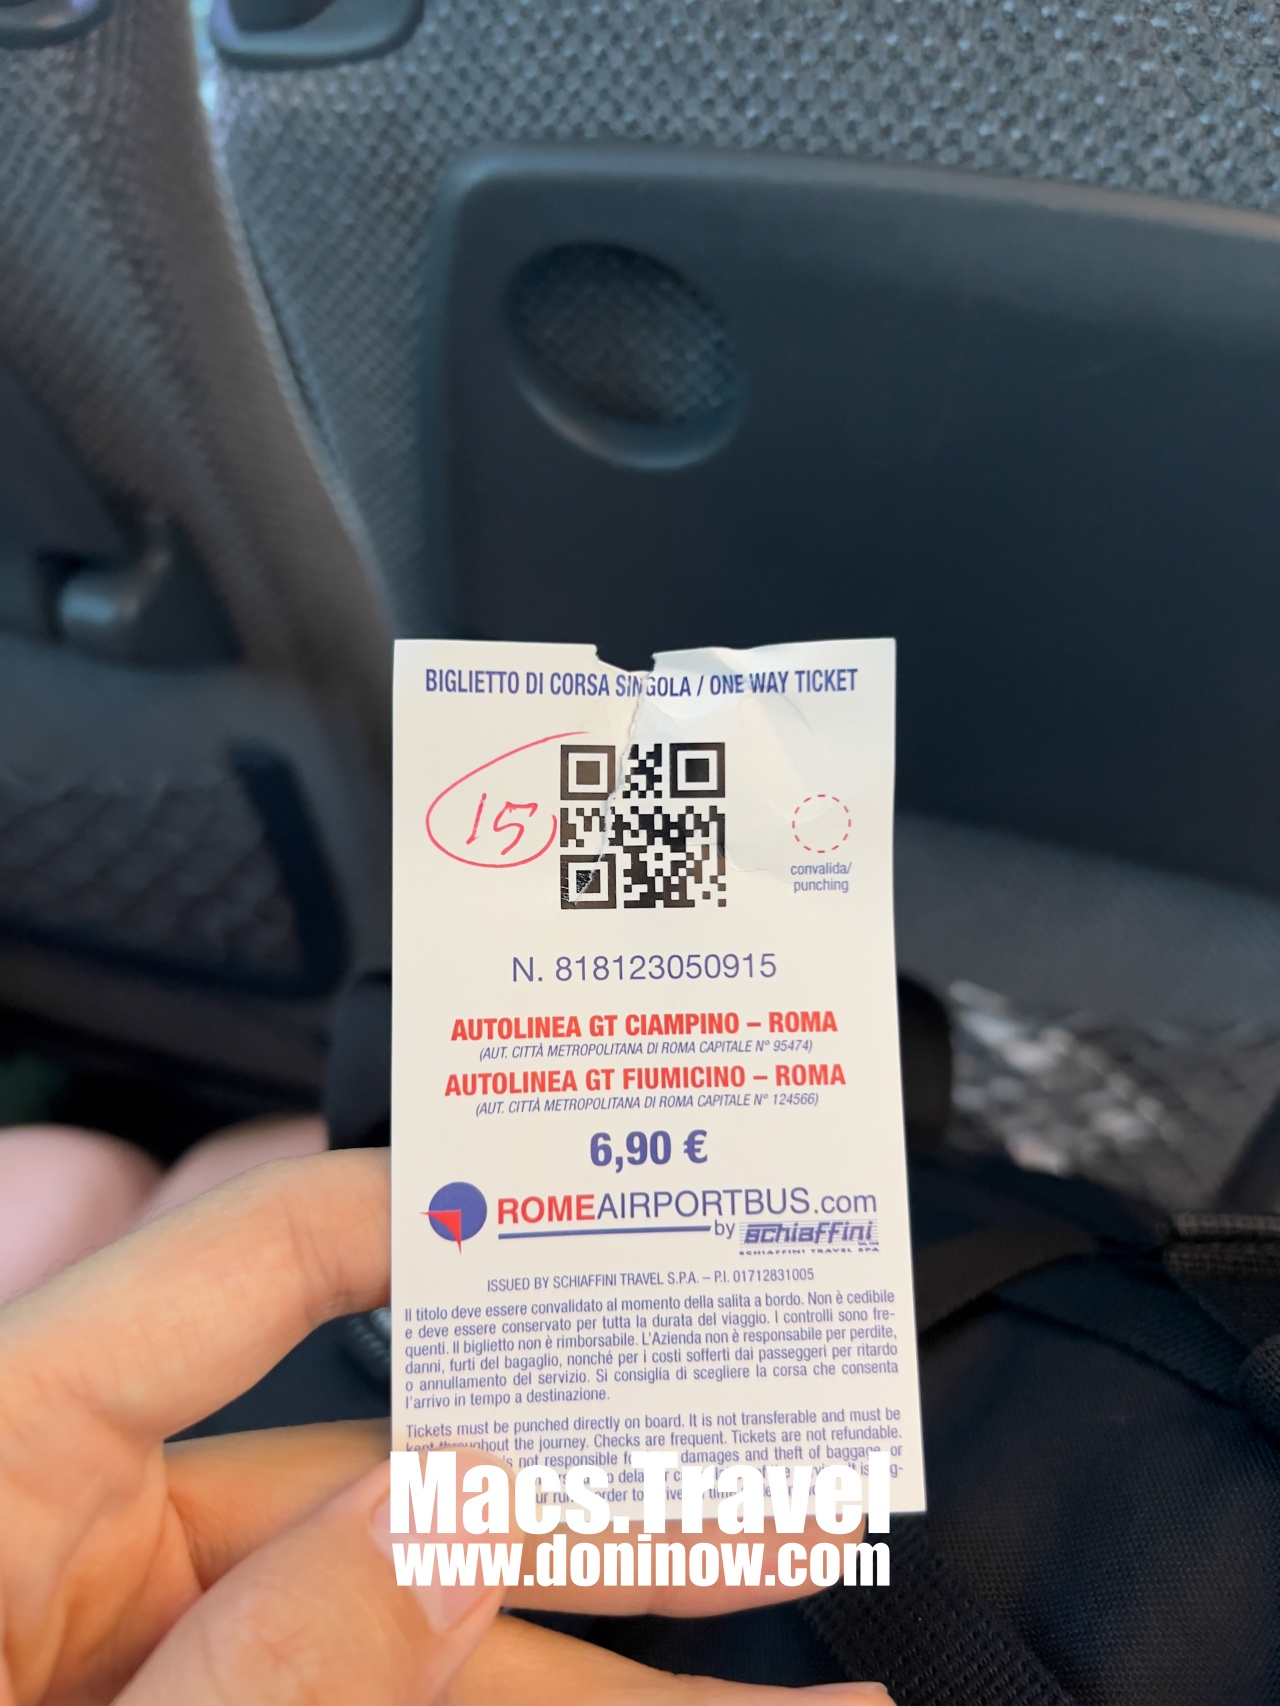 BIGLIETTO DI CORSA SINGOLA / ONE WAY TICKET
15
convalida/
punching
N. 818123050915
AUTOLINEA GT CIAMPINO – ROMA
(AUT. CITTÀ METROPOLITANA DI ROMA CAPITALE N° 95474)
AUTOLINEA GT FIUMICINO – ROMA
(AUT. CITTÀ METROPOLITANA DI ROMA CAPITALE N° 124566)
6,90 €
ROMEAIRPORTBUS.com
by schiaffini
SCHIAFFINI TRAVEL SPA
ISSUED BY SCHIAFFINI TRAVEL S.P.A. – P.I. 01712831005
Il titolo deve essere convalidato al momento della salita a bordo. Non è cedibile
e deve essere conservato per tutta la durata del viaggio. I controlli sono fre-
quenti. Il biglietto non è rimborsabile. L'Azienda non è responsabile per perdite,
danni, furti del bagaglio, nonché per i costi sofferti dai passeggeri per ritardo
o annullamento del servizio. Si consiglia di scegliere la corsa che consenta
l'arrivo in tempo a destinazione.
Tickets must be punched directly on board. It is not transferable and must be
kept throughout the journey. Checks are frequent. Tickets are not refundable.
not responsible damages and theft of baggage or
Macs.Travel
www.doninow.com